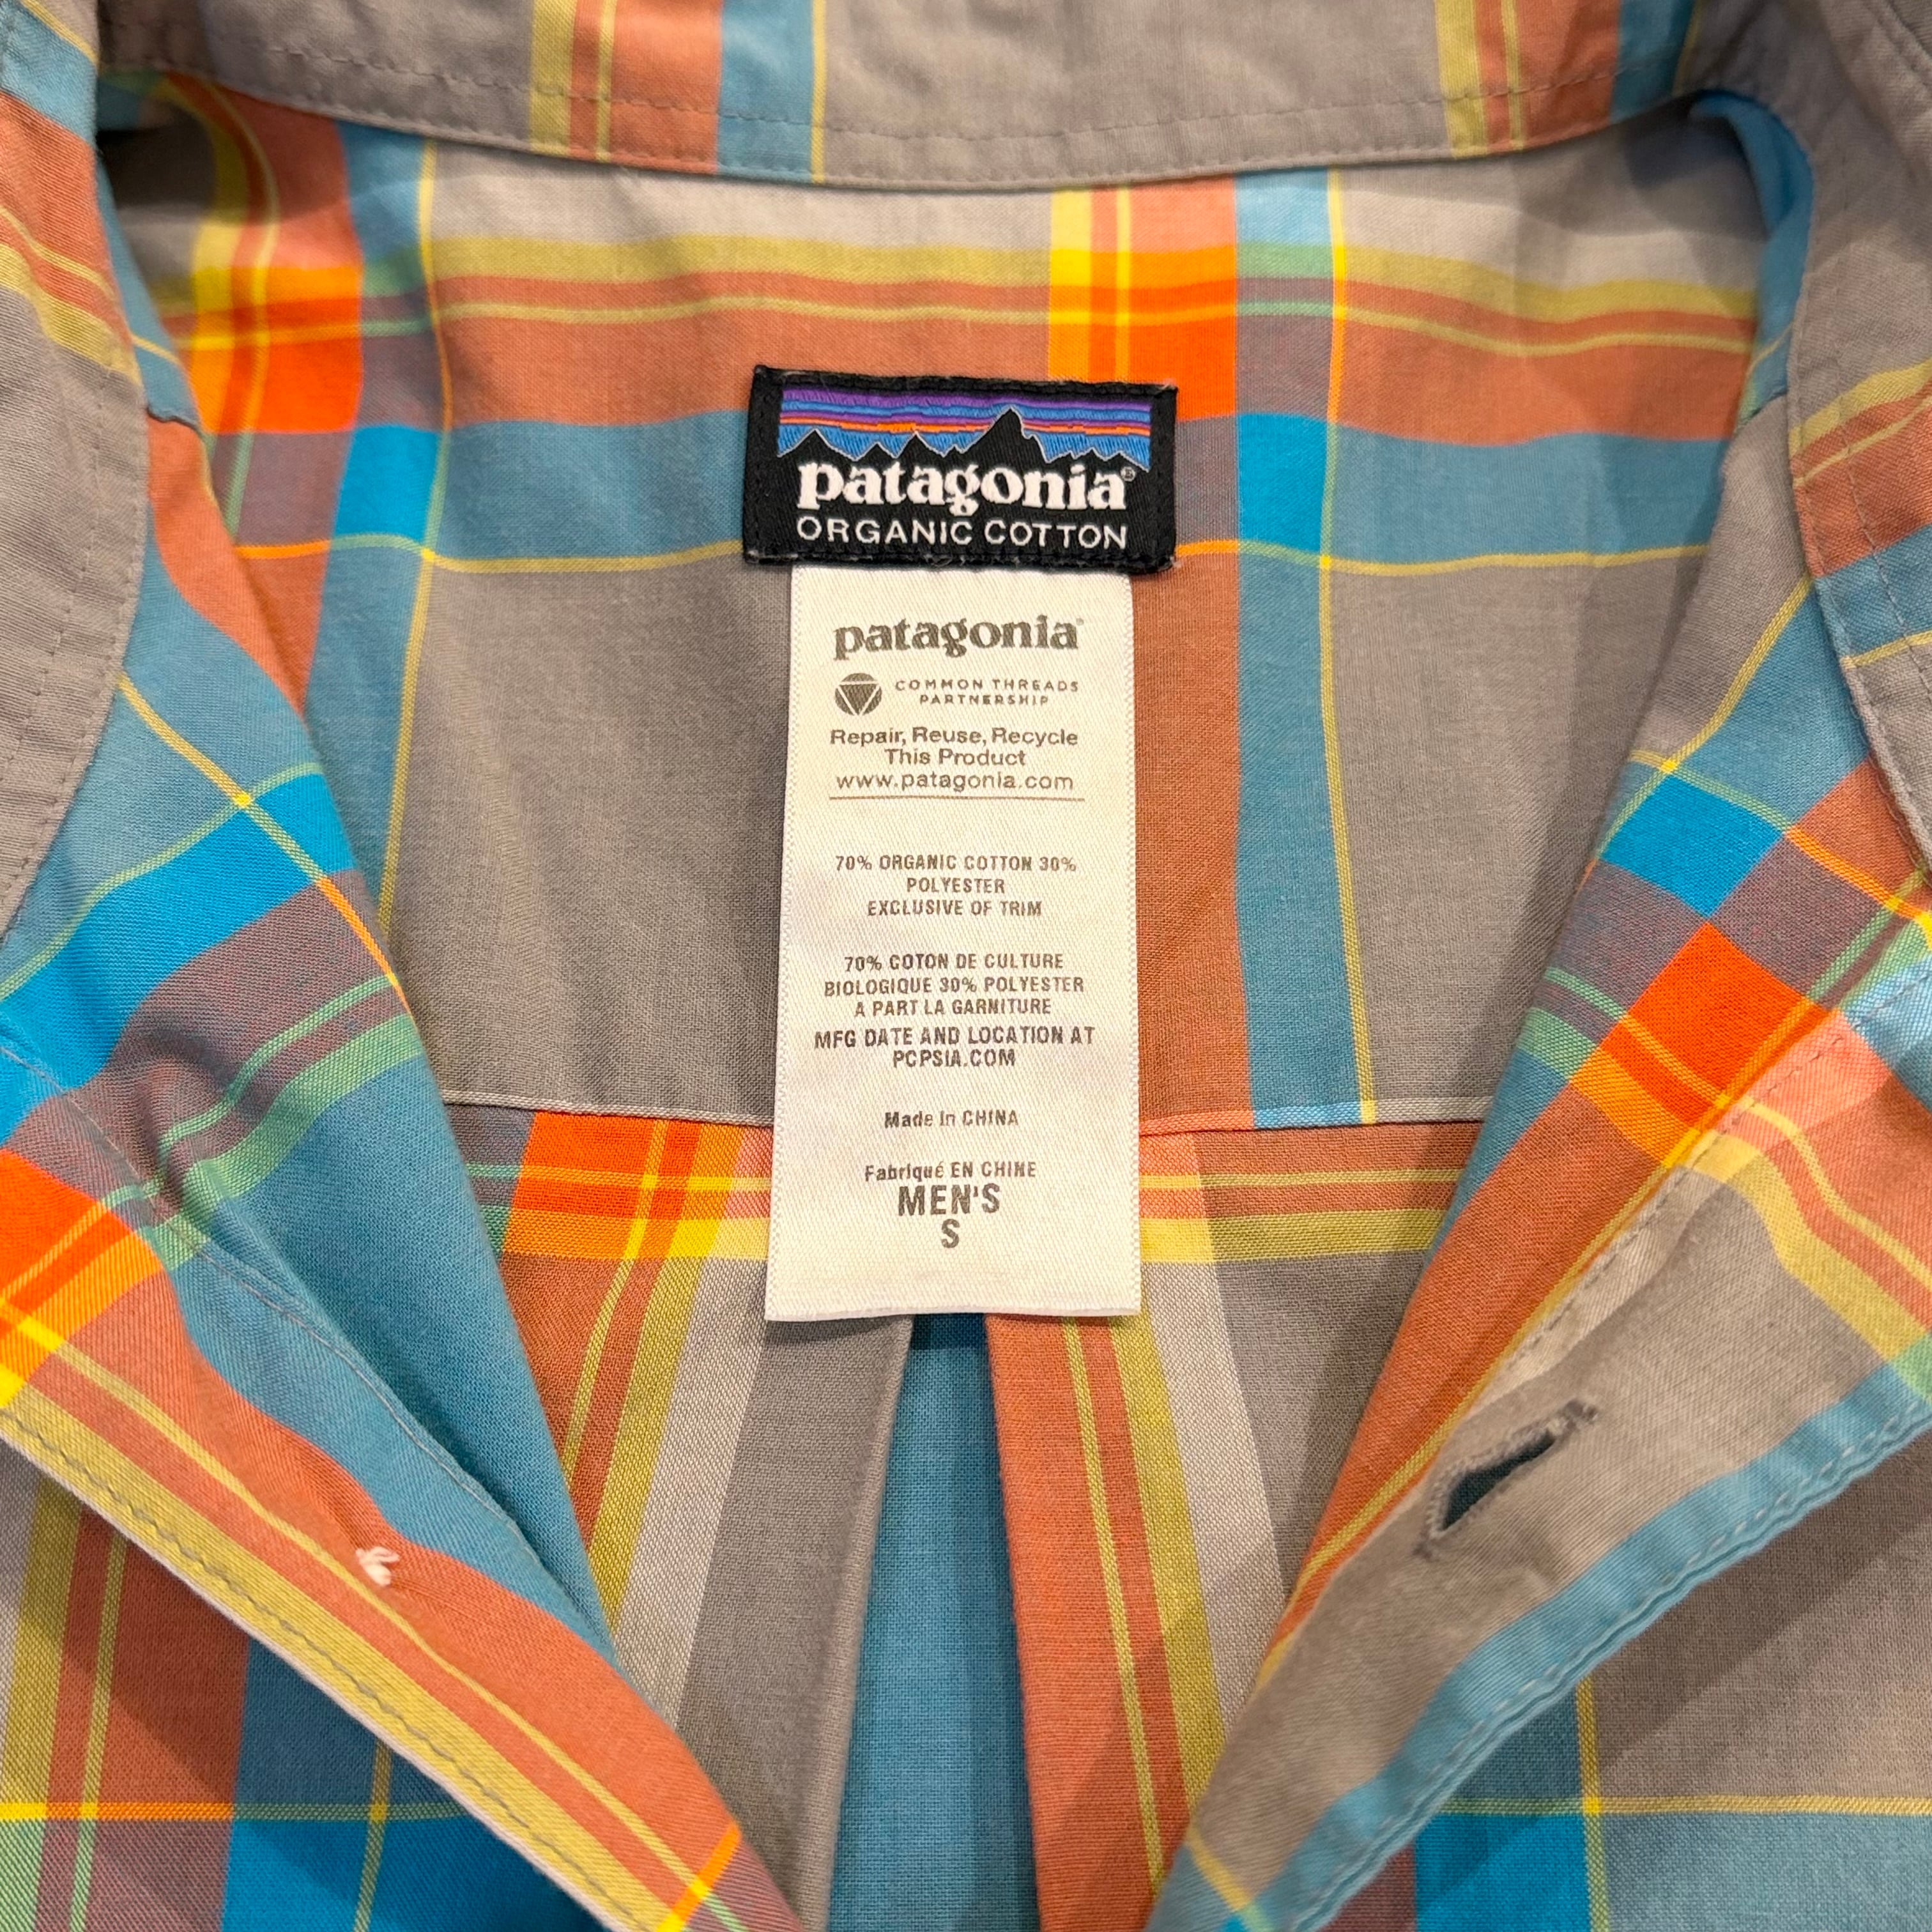 patagonia®
ORGANIC COTTON
patagonia®
COMMON THREADS
PARTNERSHIP
Repair, Reuse, Recycle
This Product
www.patagonia.com
70% ORGANIC COTTON 30%
POLYESTER
EXCLUSIVE OF TRIM
70% COTON DE CULTURE
BIOLOGIQUE 30% POLYESTER
A PART LA GARNITURE
MFG DATE AND LOCATION AT
PCPSIA.COM
Made in CHINA
Fabriqué EN CHINE
MEN'S
S